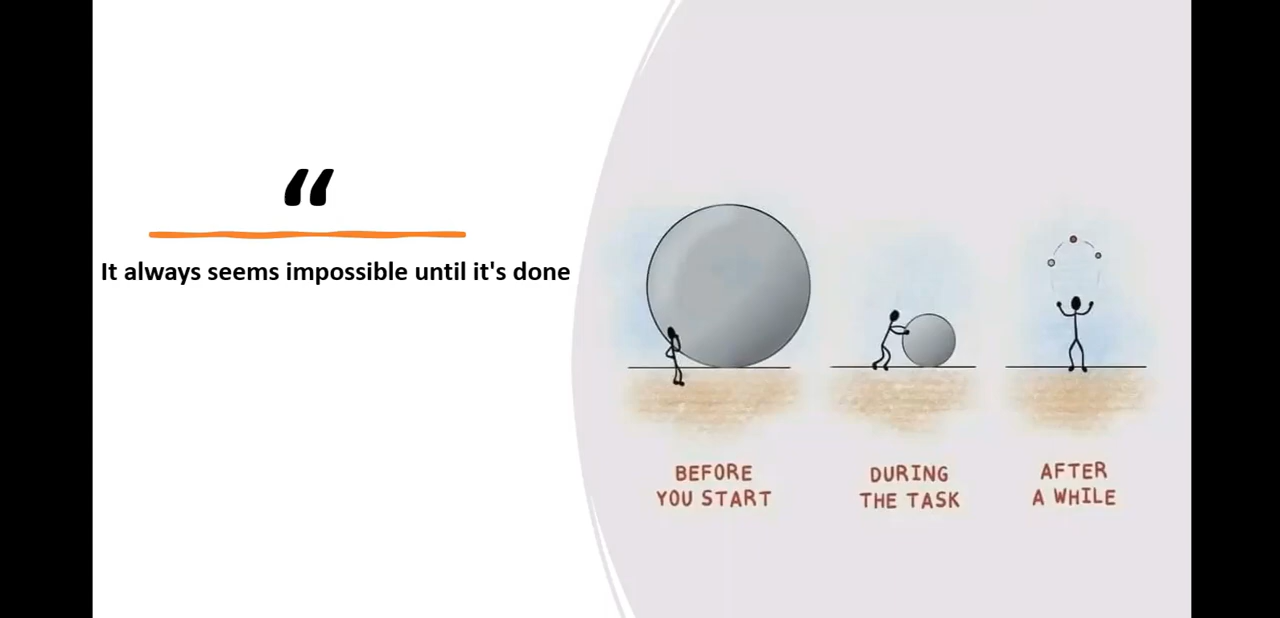 “
It always seems impossible until it's done
BEFORE
YOU START
DURING
THE TASK
AFTER
A WHILE